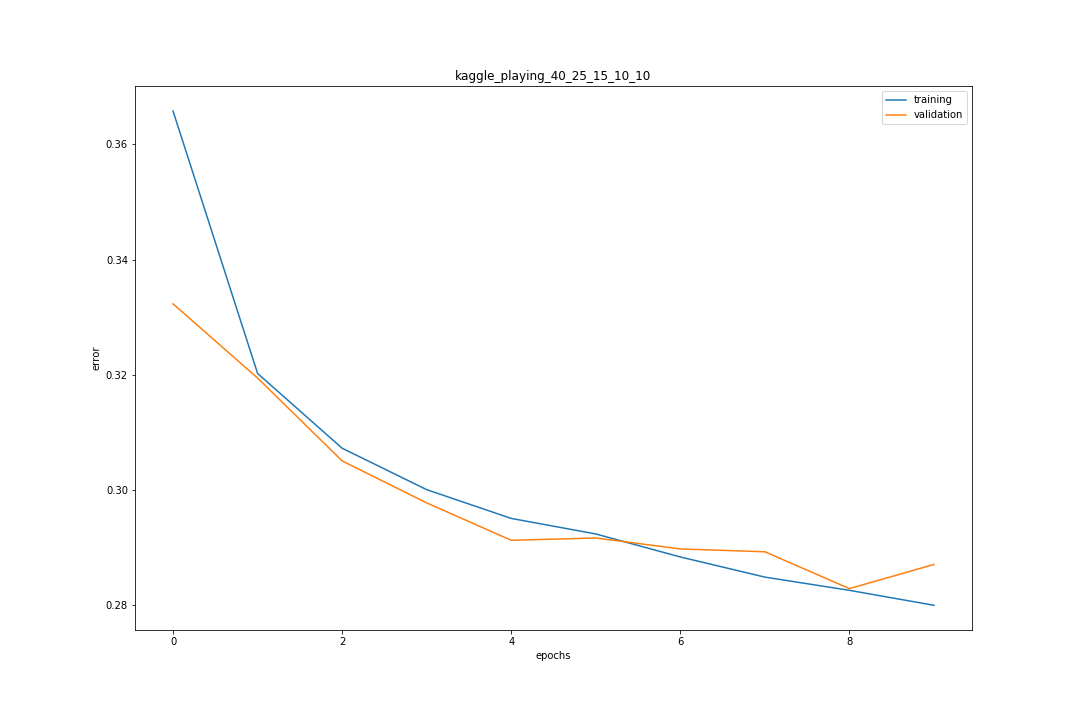 kaggle_playing_40_25_15_10_10
training
validation
0.36
0.34
0.32
0.30
0.28
error
0 2 4 6 8
epochs